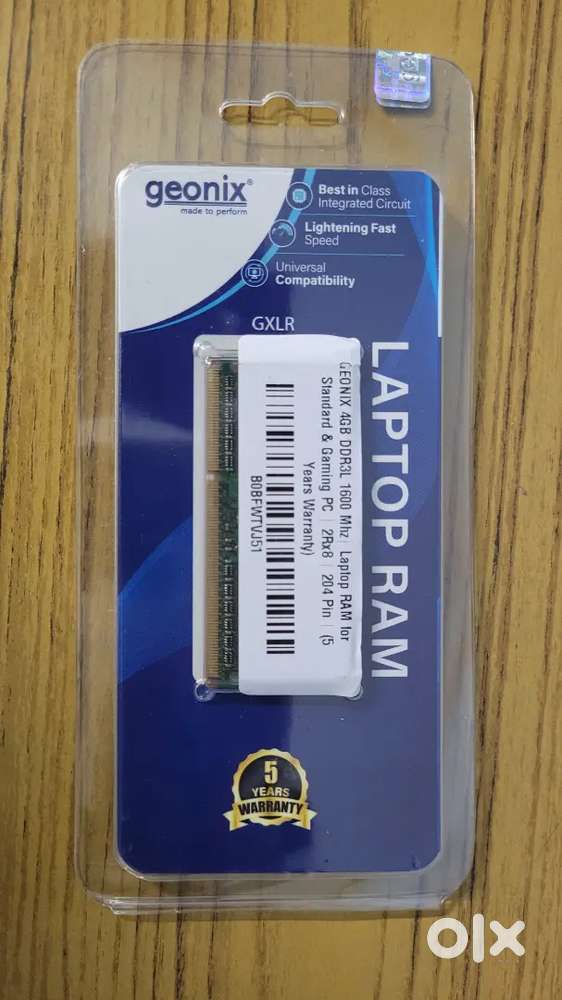 geonix®
made to perform
Best in Class
Integrated Circuit
Lightening Fast
Speed
Universal
Compatibility
GXLR
LAPTOP RAM
GEONIX 4GB DDR3L 1600 Mhz| Laptop RAM for
Standard & Gaming PC | 2Rx8 | 204 Pin | (5
Years Warranty)
B0BFWTVJ51
5
YEARS
WARRANTY
olx